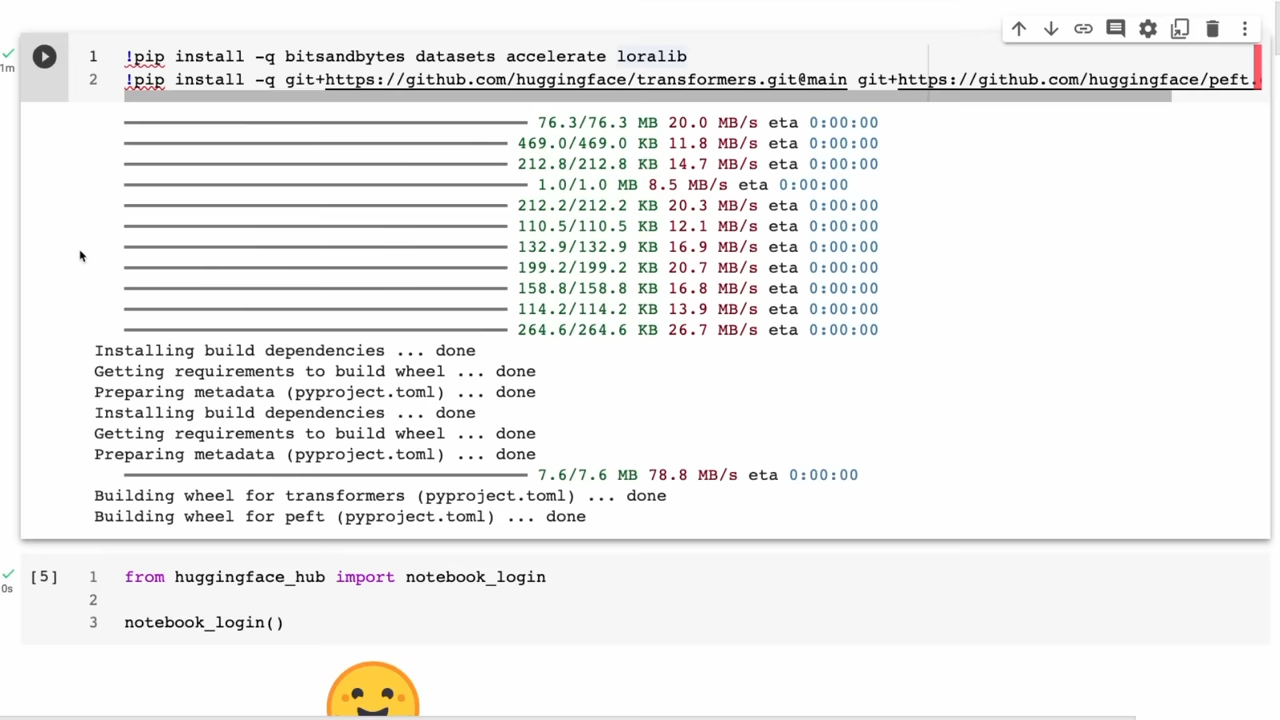 1m
1 !pip install -q bitsandbytes datasets accelerate loralib
2 !pip install -q git+https://github.com/huggingface/transformers.git@main git+https://github.com/huggingface/peft.
76.3/76.3 MB 20.0 MB/s eta 0:00:00
469.0/469.0 KB 11.8 MB/s eta 0:00:00
212.8/212.8 KB 14.7 MB/s eta 0:00:00
1.0/1.0 MB 8.5 MB/s eta 0:00:00
212.2/212.2 KB 20.3 MB/s eta 0:00:00
110.5/110.5 KB 12.1 MB/s eta 0:00:00
132.9/132.9 KB 16.9 MB/s eta 0:00:00
199.2/199.2 KB 20.7 MB/s eta 0:00:00
158.8/158.8 KB 16.8 MB/s eta 0:00:00
114.2/114.2 KB 13.9 MB/s eta 0:00:00
264.6/264.6 KB 26.7 MB/s eta 0:00:00
Installing build dependencies ... done
Getting requirements to build wheel ... done
Preparing metadata (pyproject.toml) ... done
Installing build dependencies ... done
Getting requirements to build wheel ... done
Preparing metadata (pyproject.toml) ... done
7.6/7.6 MB 78.8 MB/s eta 0:00:00
Building wheel for transformers (pyproject.toml) ... done
Building wheel for peft (pyproject.toml) ... done
0s [5] 1 from huggingface_hub import notebook_login
2
3 notebook_login()